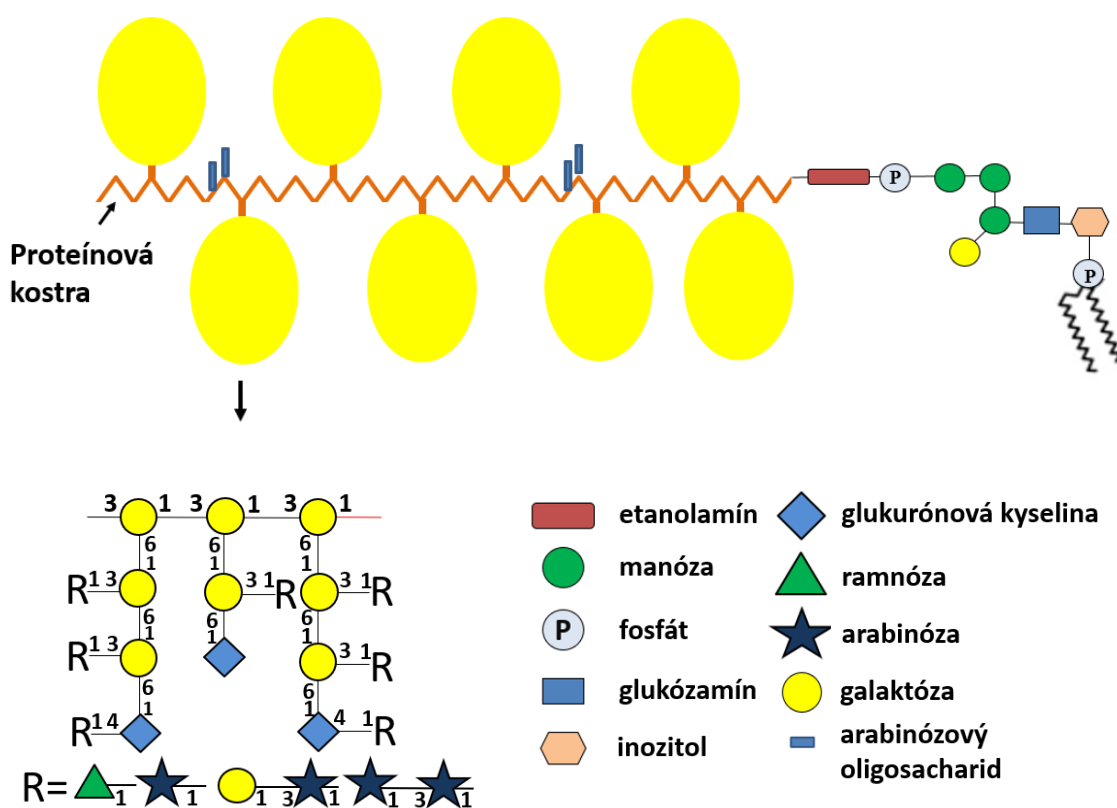 P
Proteínová
kostra
P
3 1 3 1 3 1
6 6 6
1 1 1
R 1 3 3 1 R 3 1 R
6 6 6
1 1 1
R 1 3 3 1 R
6 6
1 1
R 1 4 4 1 R
R= 1 1 1 3 1 1 3 1
etanolamín
manóza
P fosfát
glukózamín
inozitol
glukurónová kyselina
ramnóza
arabinóza
galaktóza
arabinózový
oligosacharid